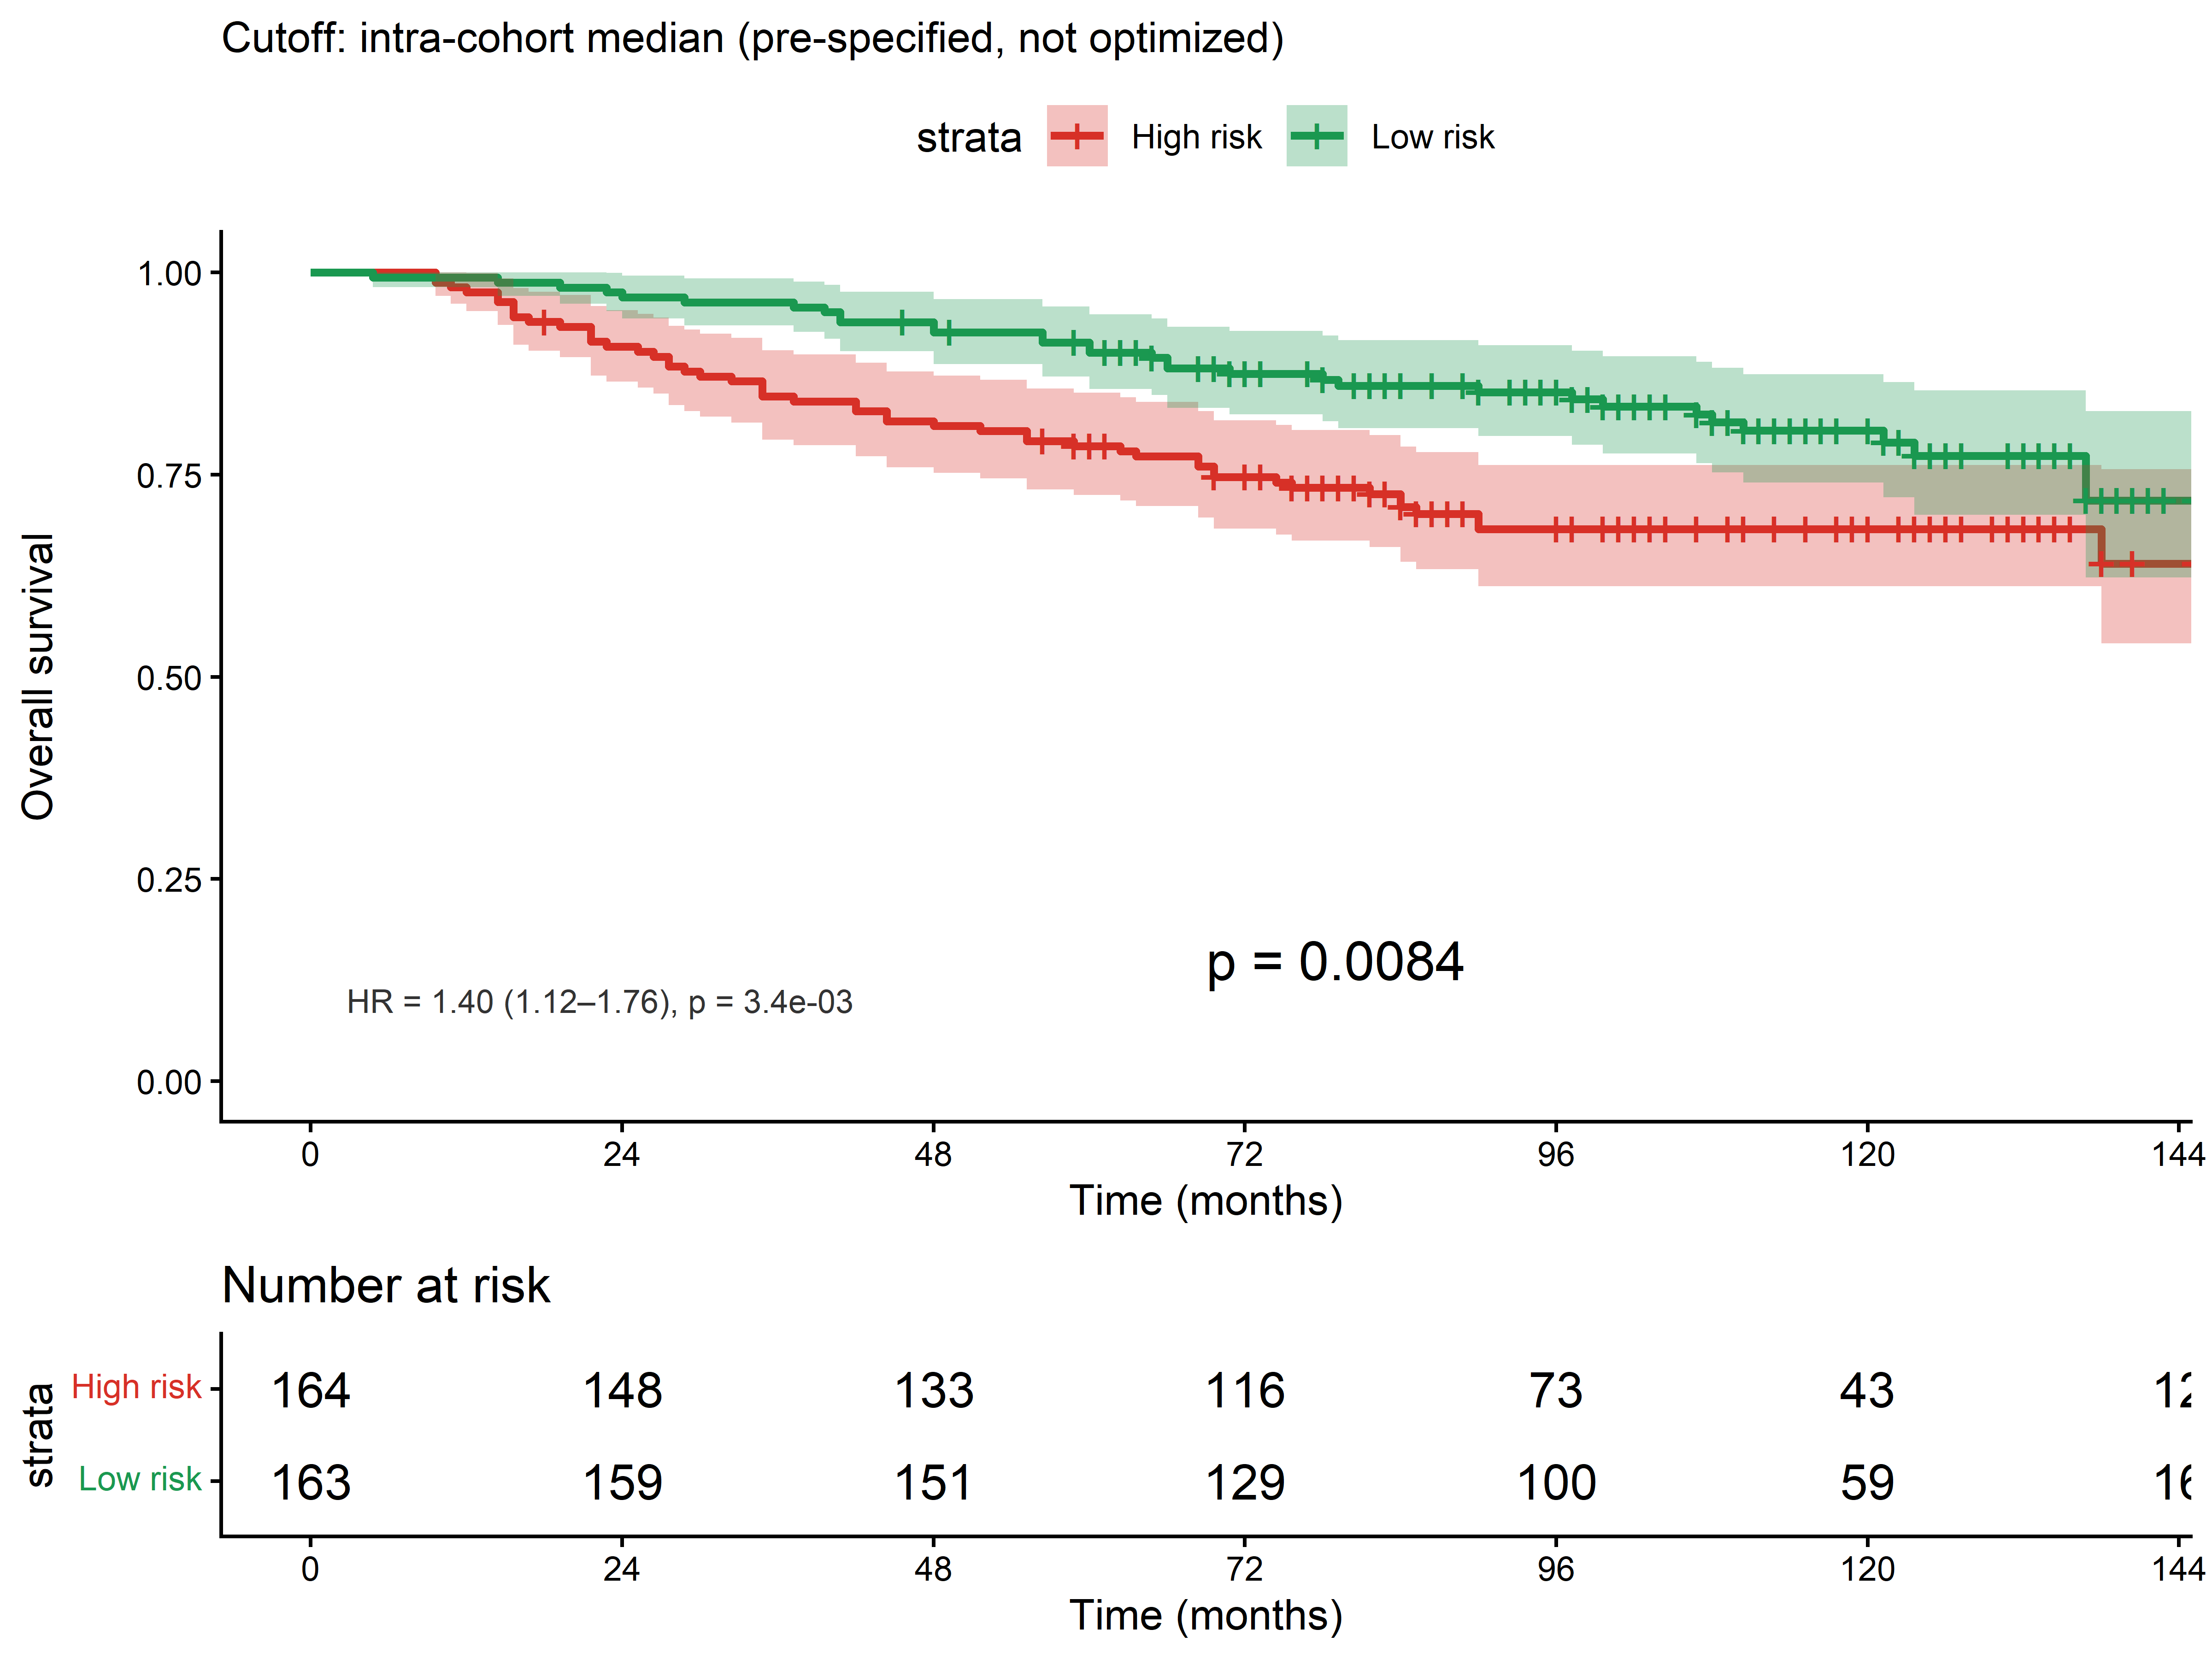 Cutoff: intra-cohort median (pre-specified, not optimized)
strata High risk Low risk
Overall survival
1.00
0.75
0.50
0.25
0.00
p = 0.0084
HR = 1.40 (1.12–1.76), p = 3.4e-03
0 24 48 72 96 120 144
Time (months)
Number at risk
strata
High risk 164 148 133 116 73 43 12
Low risk 163 159 151 129 100 59 16
0 24 48 72 96 120 144
Time (months)